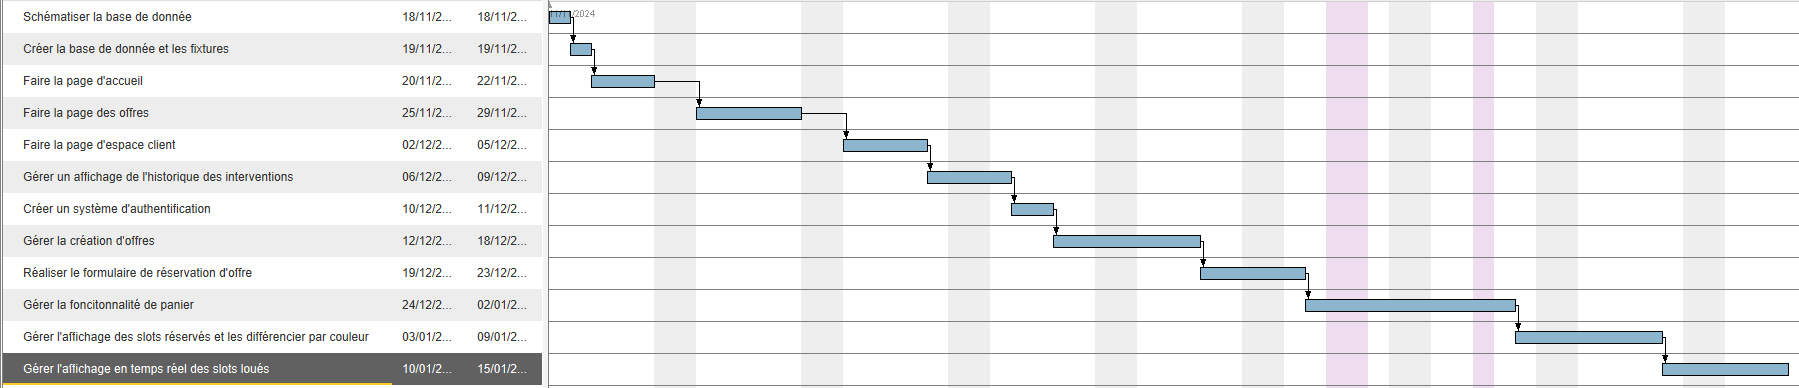 Schématiser la base de donnée 18/11/2... 18/11/2...
11/11/2024
Créer la base de donnée et les fixtures 19/11/2... 19/11/2...
Faire la page d'accueil 20/11/2... 22/11/2...
Faire la page des offres 25/11/2... 29/11/2...
Faire la page d'espace client 02/12/2... 05/12/2...
Gérer un affichage de l'historique des interventions 06/12/2... 09/12/2...
Créer un système d'authentification 10/12/2... 11/12/2...
Gérer la création d'offres 12/12/2... 18/12/2...
Réaliser le formulaire de réservation d'offre 19/12/2... 23/12/2...
Gérer la foncitonnalité de panier 24/12/2... 02/01/2...
Gérer l'affichage des slots réservés et les différencier par couleur 03/01/2... 09/01/2...
Gérer l'affichage en temps réel des slots loués 10/01/2... 15/01/2...